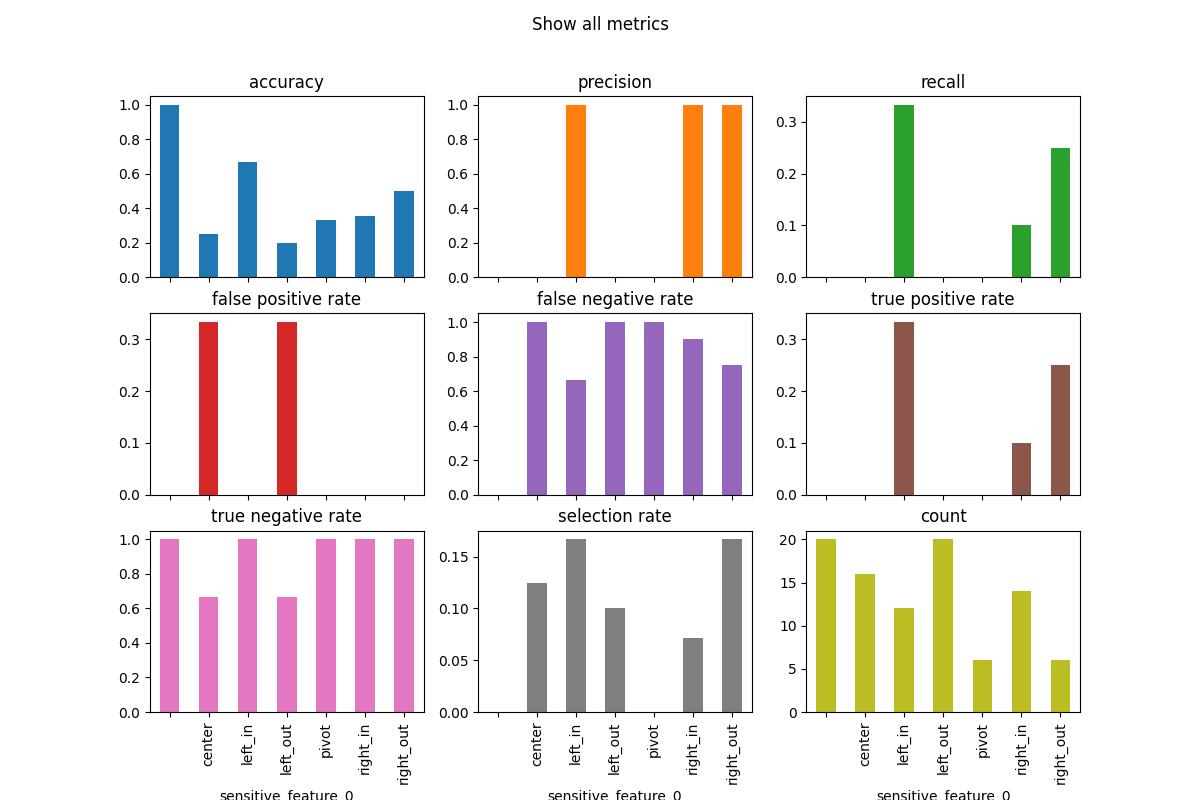 Show all metrics
accuracy
precision
recall
1.0
0.8
0.6
0.4
0.2
0.0
1.0
0.8
0.6
0.4
0.2
0.0
0.3
0.2
0.1
0.0
false positive rate
false negative rate
true positive rate
0.3
0.2
0.1
0.0
1.0
0.8
0.6
0.4
0.2
0.0
0.3
0.2
0.1
0.0
true negative rate
selection rate
count
1.0
0.8
0.6
0.4
0.2
0.0
0.15
0.10
0.05
0.00
20
15
10
5
0
center
left_in
left_out
pivot
right_in
right_out
center
left_in
left_out
pivot
right_in
right_out
center
left_in
left_out
pivot
right_in
right_out
sensitive_feature_0
sensitive_feature_0
sensitive_feature_0